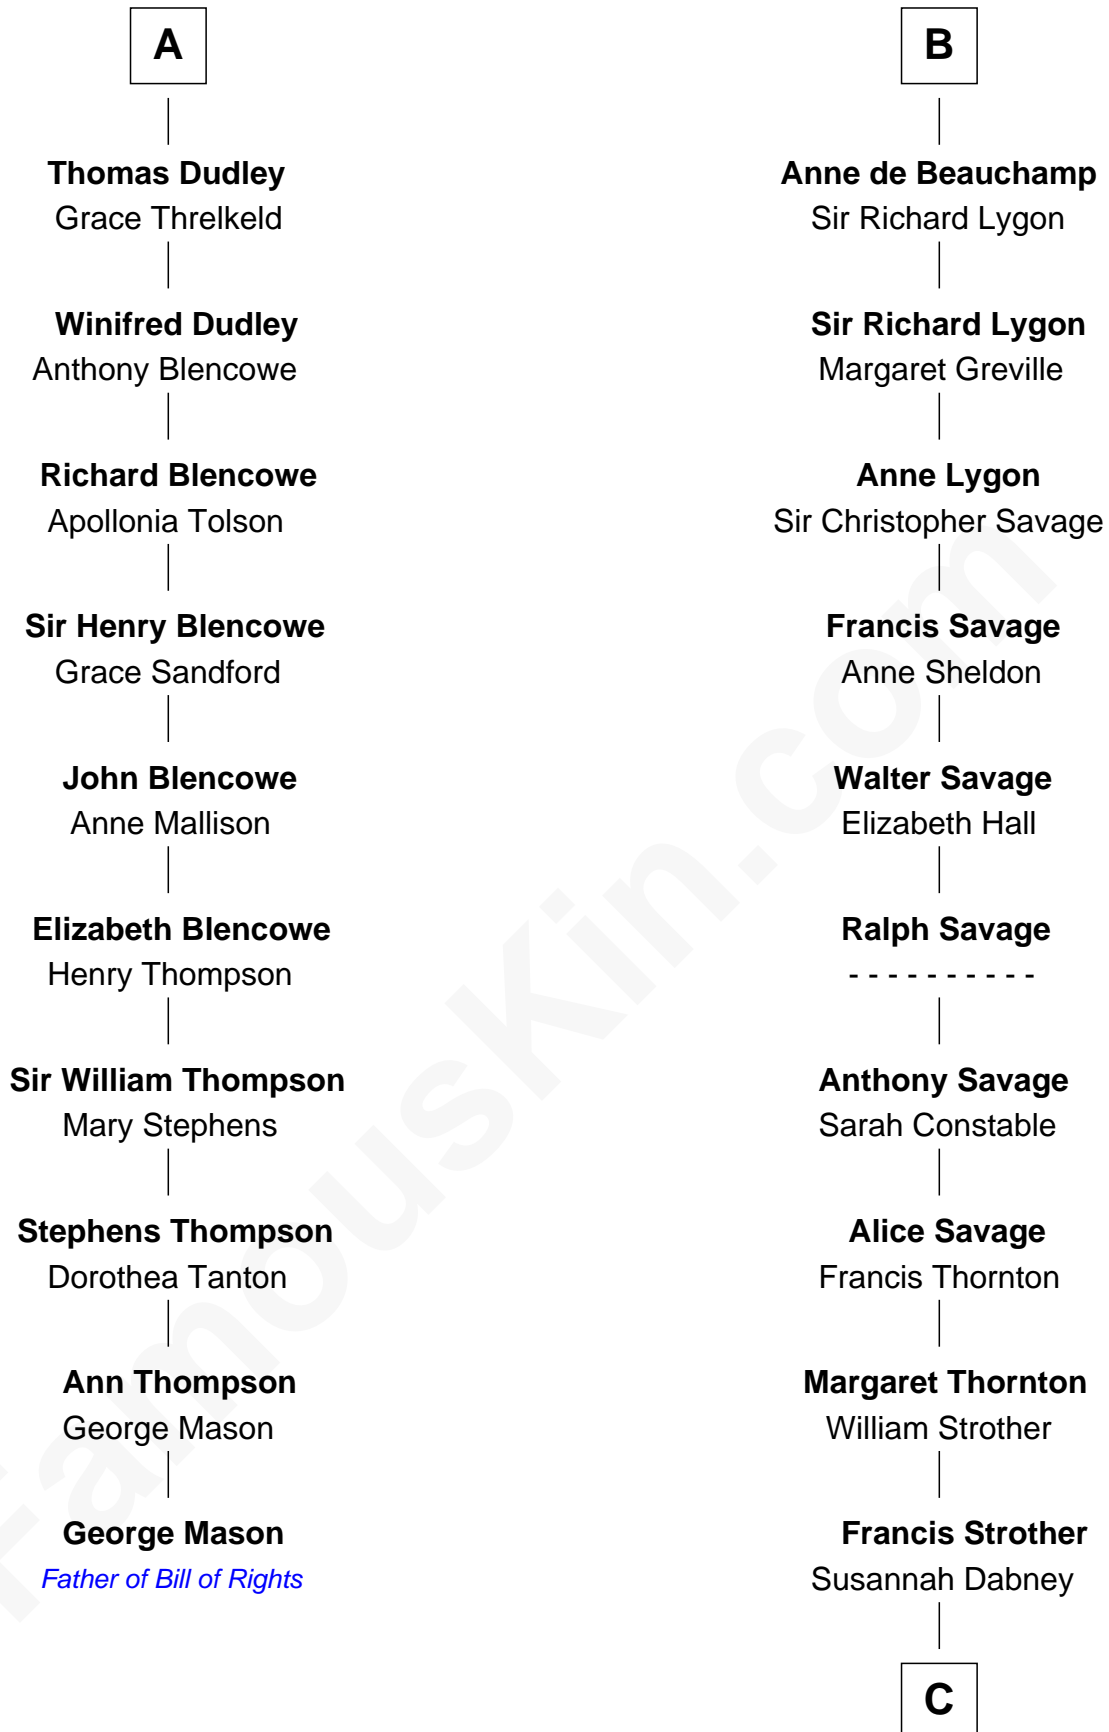 A
Thomas Dudley
Grace Threlkeld
Winifred Dudley
Anthony Blencowe
Richard Blencowe
Apollonia Tolson
Sir Henry Blencowe
Grace Sandford
John Blencowe
Anne Mallison
Elizabeth Blencowe
Henry Thompson
Sir William Thompson
Mary Stephens
Stephens Thompson
Dorothea Tanton
Ann Thompson
George Mason
George Mason
Father of Bill of Rights
B
Anne de Beauchamp
Sir Richard Lygon
Sir Richard Lygon
Margaret Greville
Anne Lygon
Sir Christopher Savage
Francis Savage
Anne Sheldon
Walter Savage
Elizabeth Hall
Ralph Savage
- - - - - - - - - -
Anthony Savage
Sarah Constable
Alice Savage
Francis Thornton
Margaret Thornton
William Strother
Francis Strother
Susannah Dabney
C
FamousKin.com